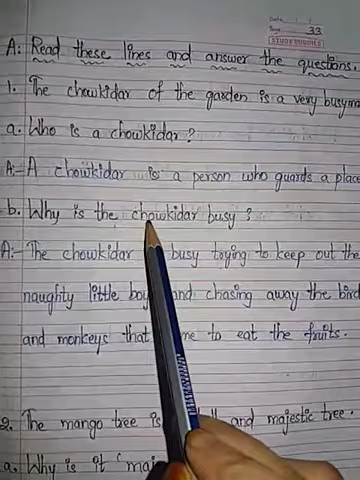 Date
Page 33
A: Read these lines and answer the questions.
1. The chowkidar of the garden is a very busy m
a. Who is a chowkidar?
A:- A chowkidar is a person who guards a place
b. Why is the chowkidar busy?
A:- The chowkidar busy trying to keep out the
naughty little boy and chasing away the bird
and monkeys that me to eat the fruits.
2. The mango tree is and majestic tree.
a. Why is it "maj